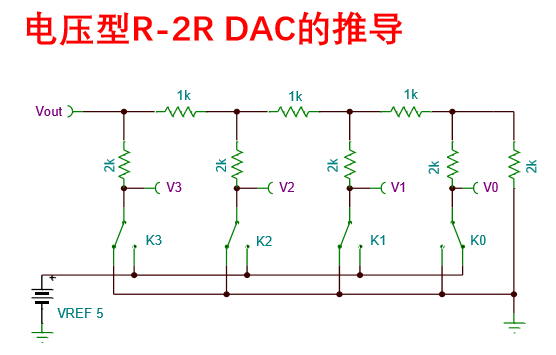 电压型R-2R DAC的推导
1k
1k
1k
Vout
2k
2k
2k
2k
2k
V3
V2
V1
V0
K3
K2
K1
K0
+
VREF 5